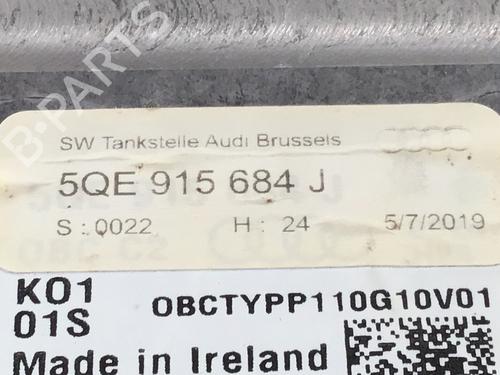 B-PARTS
SW Tankstelle Audi Brussels
5QE 915 684 J
S : 0022 H : 24 5/7/2019
K01 OBCTYPP110G10V01
01S
Made in Ireland